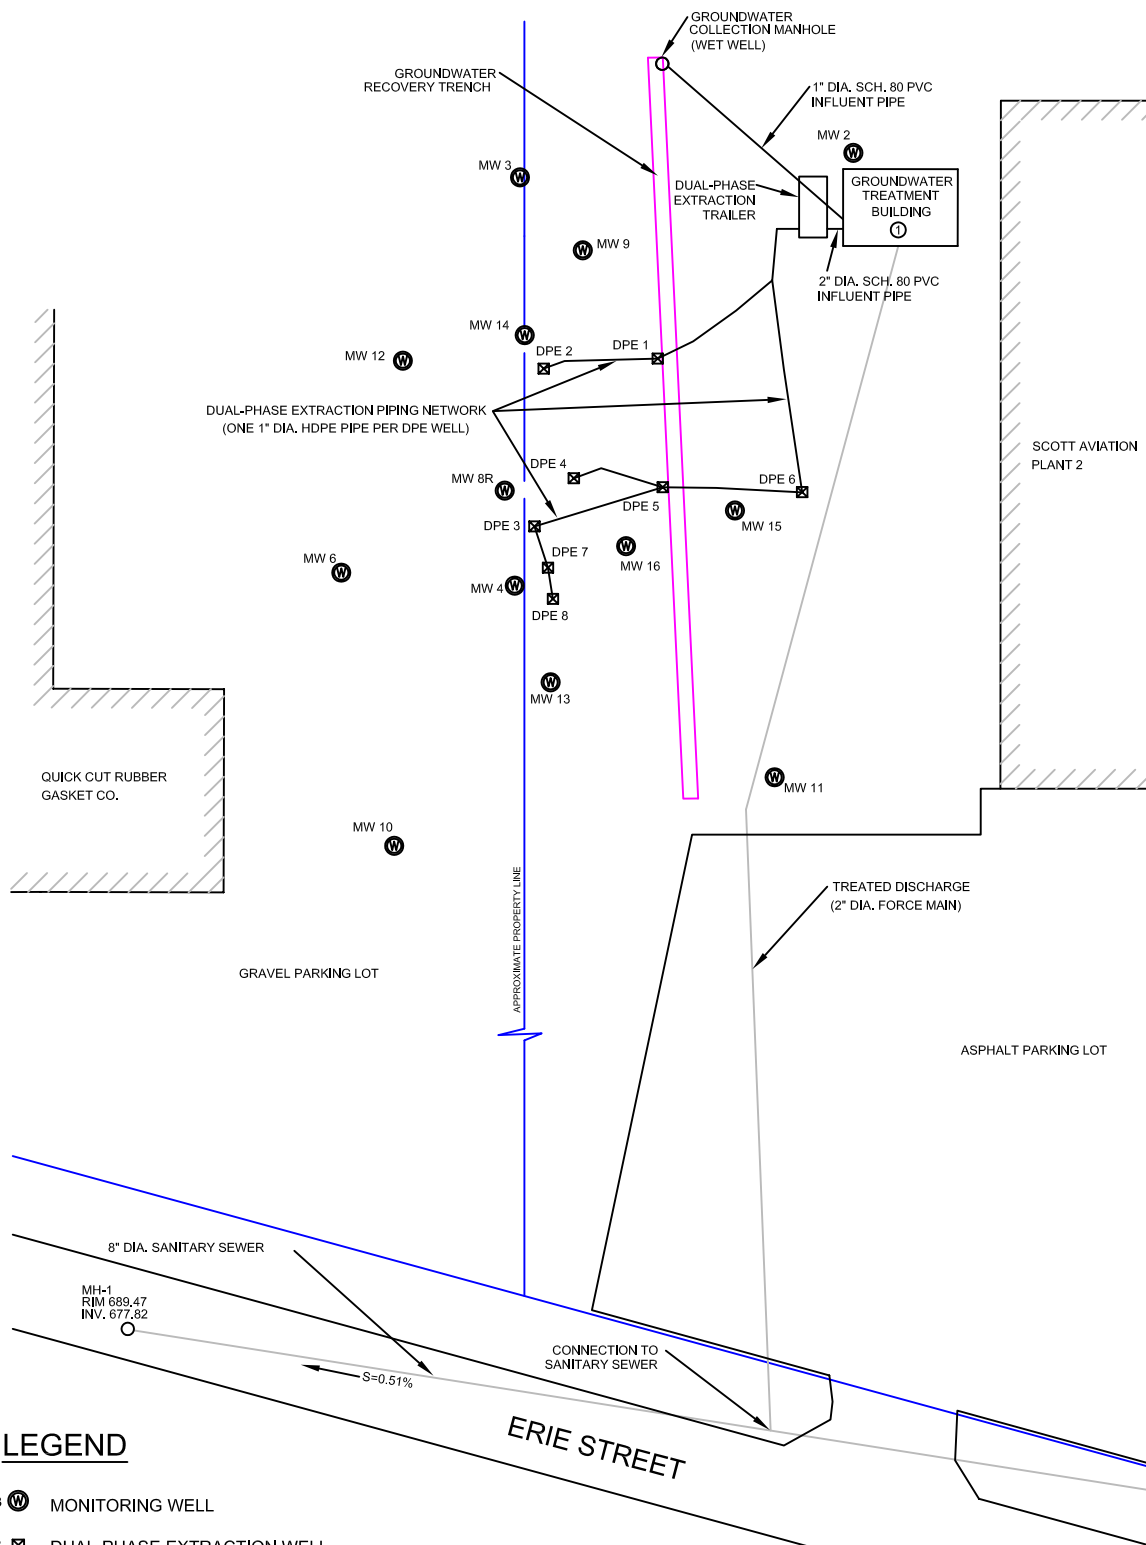 GROUNDWATER
COLLECTION MANHOLE
(WET WELL)
GROUNDWATER
RECOVERY TRENCH
1" DIA. SCH. 80 PVC
INFLUENT PIPE
MW 2
MW 3
DUAL-PHASE
EXTRACTION
TRAILER
GROUNDWATER
TREATMENT
BUILDING
1
MW 9
2" DIA. SCH. 80 PVC
INFLUENT PIPE
MW 14
MW 12
DPE 2
DPE 1
DUAL-PHASE EXTRACTION PIPING NETWORK
(ONE 1" DIA. HDPE PIPE PER DPE WELL)
SCOTT AVIATION
PLANT 2
DPE 4
MW 8R
DPE 5
DPE 6
MW 15
DPE 3
DPE 7
MW 16
MW 6
MW 4
DPE 8
MW 13
QUICK CUT RUBBER
GASKET CO.
MW 11
MW 10
APPROXIMATE PROPERTY LINE
TREATED DISCHARGE
(2" DIA. FORCE MAIN)
GRAVEL PARKING LOT
ASPHALT PARKING LOT
8" DIA. SANITARY SEWER
MH-1
RIM 689.47
INV. 677.82
CONNECTION TO
SANITARY SEWER
S=0.51%
ERIE STREET
LEGEND
W MONITORING WELL
DUAL-PHASE EXTRACTION WELL